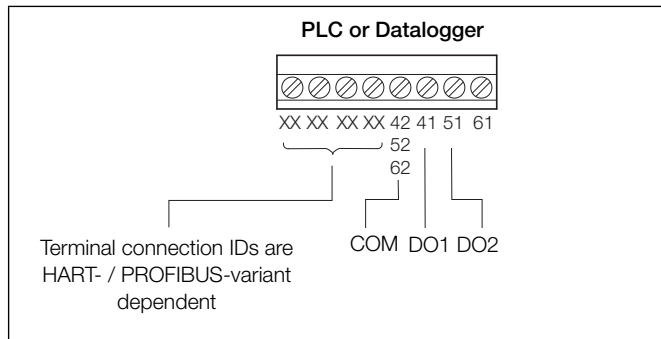 PLC or Datalogger
XX XX XX XX 42 41 51 61
52
62
COM DO1 DO2
Terminal connection IDs are
HART- / PROFIBUS-variant
dependent